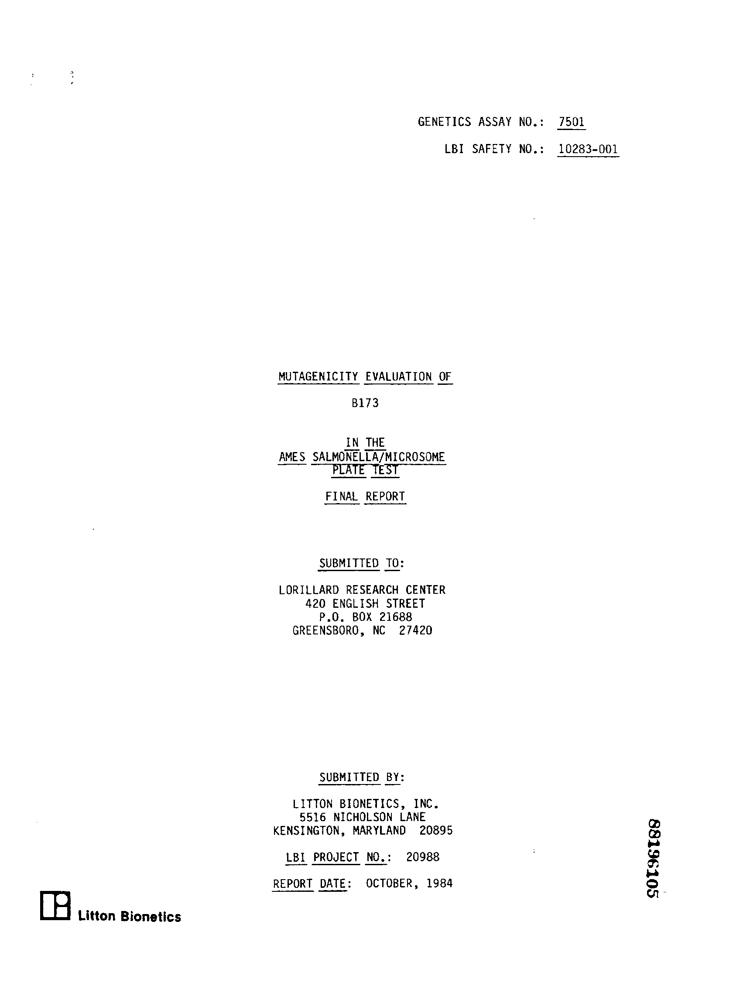 GENETICS ASSAY NO.: 7501
LBI SAFETY NO.: 10283-001
MUTAGENICITY EVALUATION OF
B173
IN THE
AMES SALMONELLA/MICROSOME
PLATE TEST
FINAL REPORT
SUBMITTED TO:
LORILLARD RESEARCH CENTER
420 ENGLISH STREET
P.O. BOX 21688
GREENSBORO, NC 27420
SUBMITTED BY:
LITTON BIONETICS, INC.
5516 NICHOLSON LANE
KENSINGTON, MARYLAND 20895
LBI PROJECT NO.: 20988
REPORT DATE: OCTOBER, 1984
Litton Bionetics
88196105